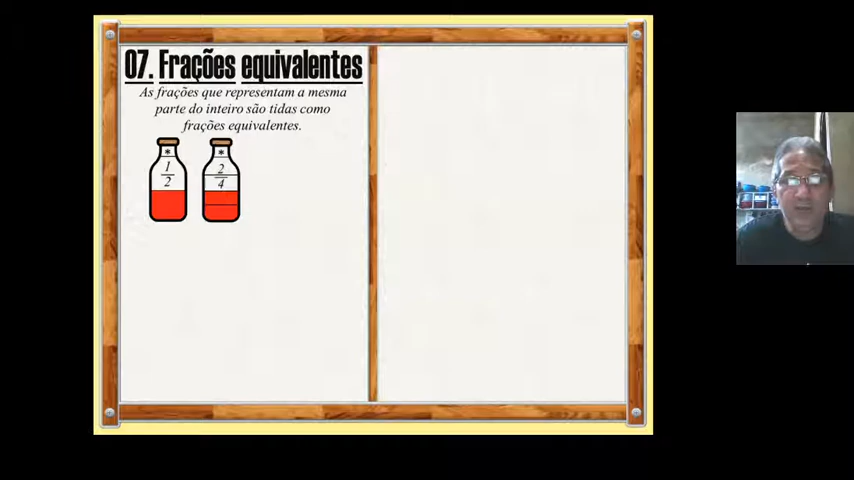 07. Frações equivalentes
As frações que representam a mesma
parte do inteiro são tidas como
frações equivalentes.
* *
1 2
2 4